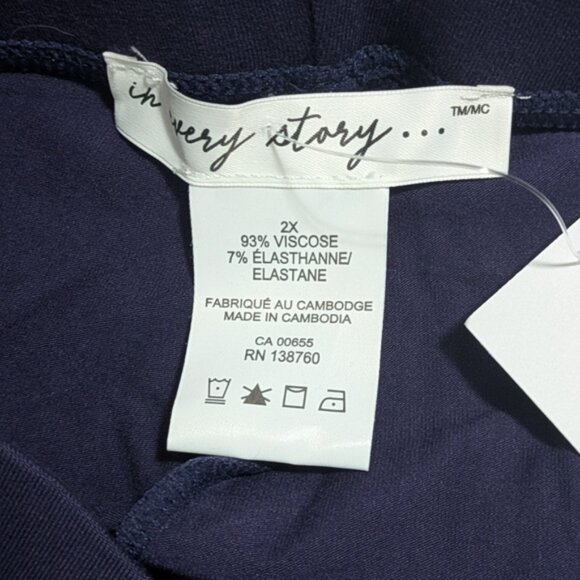 in every story... TM/MC
2X
93% VISCOSE
7% ÉLASTHANNE/
ELASTANE
FABRIQUÉ AU CAMBODGE
MADE IN CAMBODIA
CA 00655
RN 138760